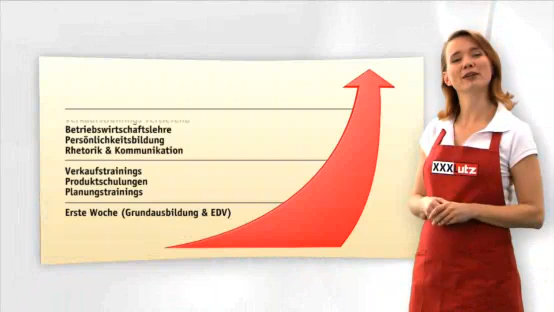 Betriebswirtschaftslehre
Persönlichkeitsbildung
Rhetorik & Kommunikation
Verkaufstrainings
Produktschulungen
Planungstrainings
Erste Woche (Grundausbildung & EDV)
XXXLutz